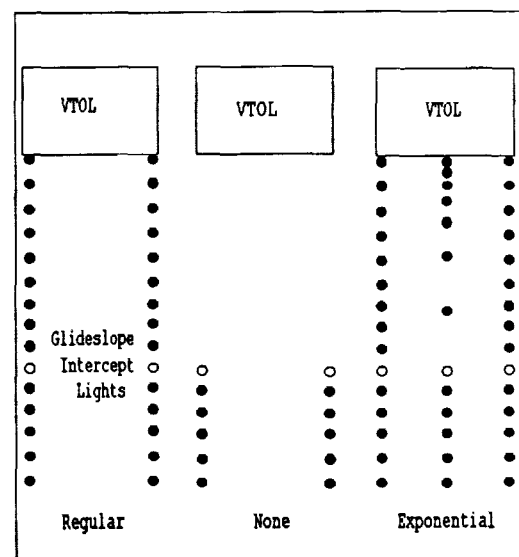 VTOL
VTOL
VTOL
Glideslope
Intercept
Lights
Regular
None
Exponential